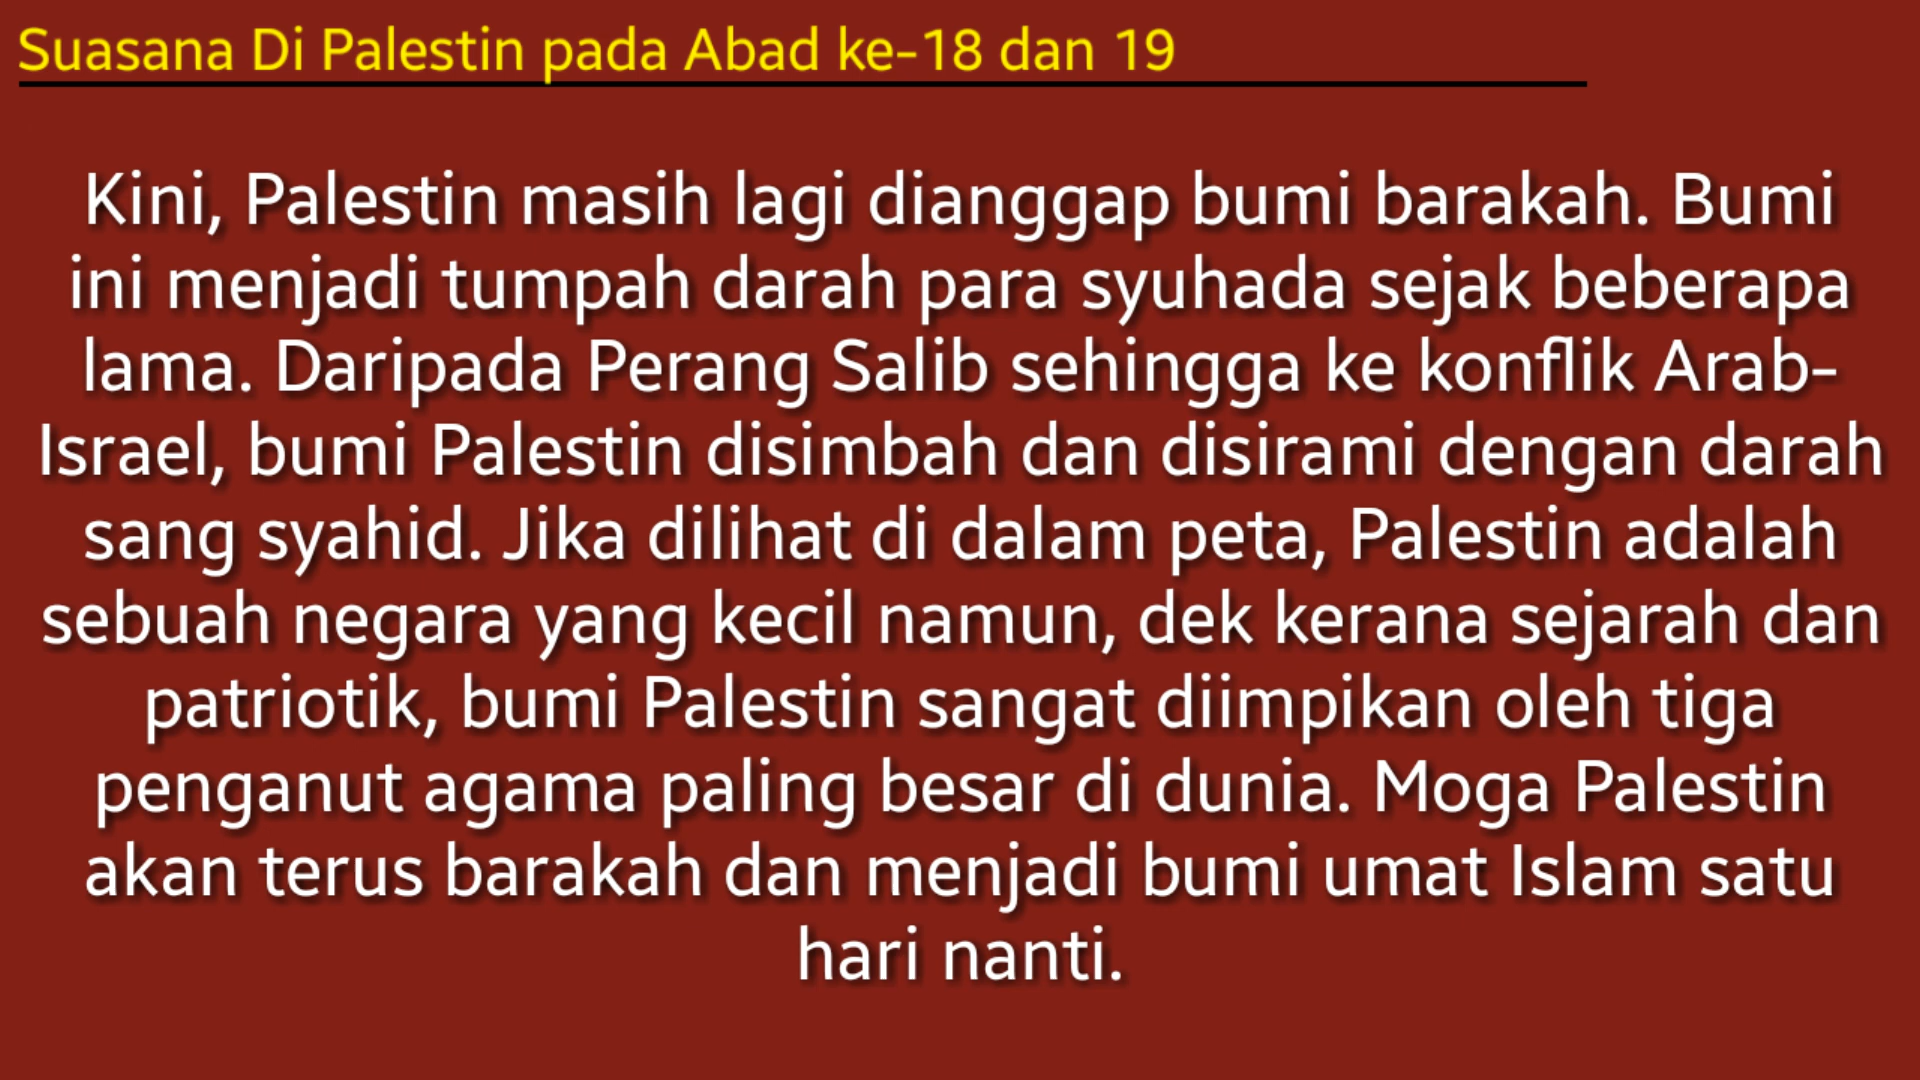 Suasana Di Palestin pada Abad ke-18 dan 19
Kini, Palestin masih lagi dianggap bumi barakah. Bumi
ini menjadi tumpah darah para syuhada sejak beberapa
lama. Daripada Perang Salib sehingga ke konflik Arab-
Israel, bumi Palestin disimbah dan disirami dengan darah
sang syahid. Jika dilihat di dalam peta, Palestin adalah
sebuah negara yang kecil namun, dek kerana sejarah dan
patriotik, bumi Palestin sangat diimpikan oleh tiga
penganut agama paling besar di dunia. Moga Palestin
akan terus barakah dan menjadi bumi umat Islam satu
hari nanti.